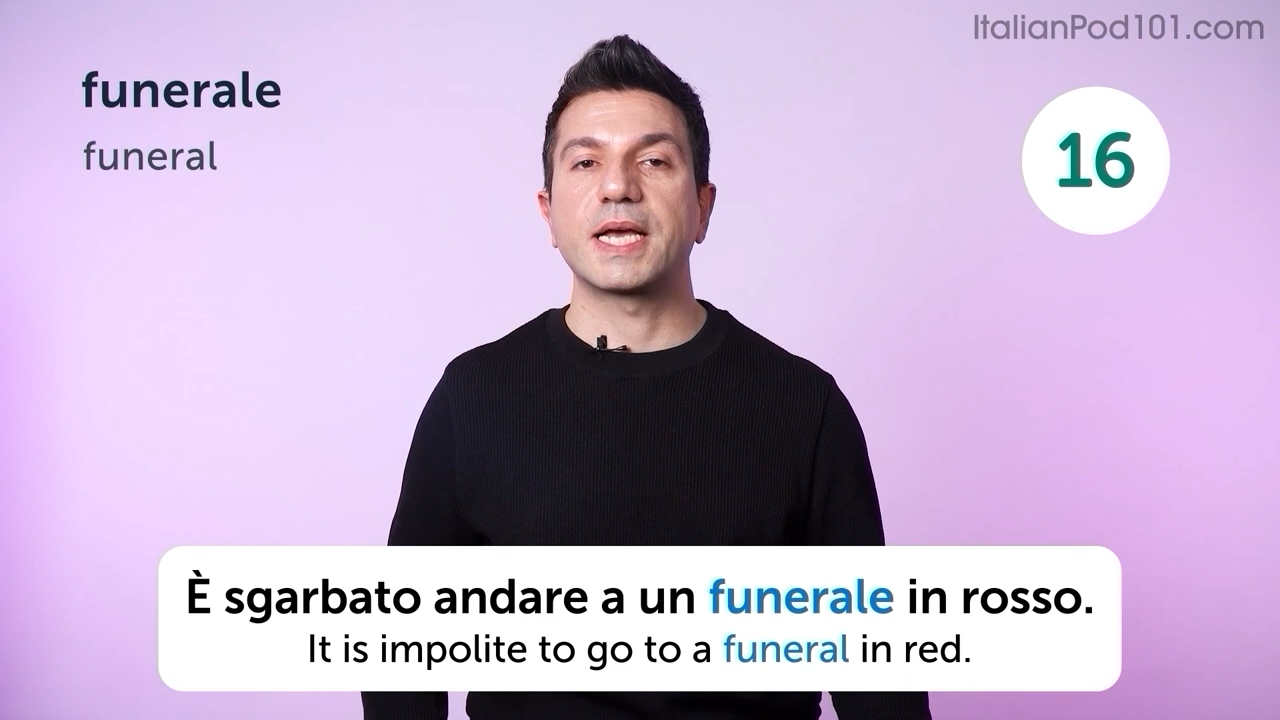 ItalianPod101.com
funerale
funeral
16
È sgarbato andare a un funerale in rosso.
It is impolite to go to a funeral in red.